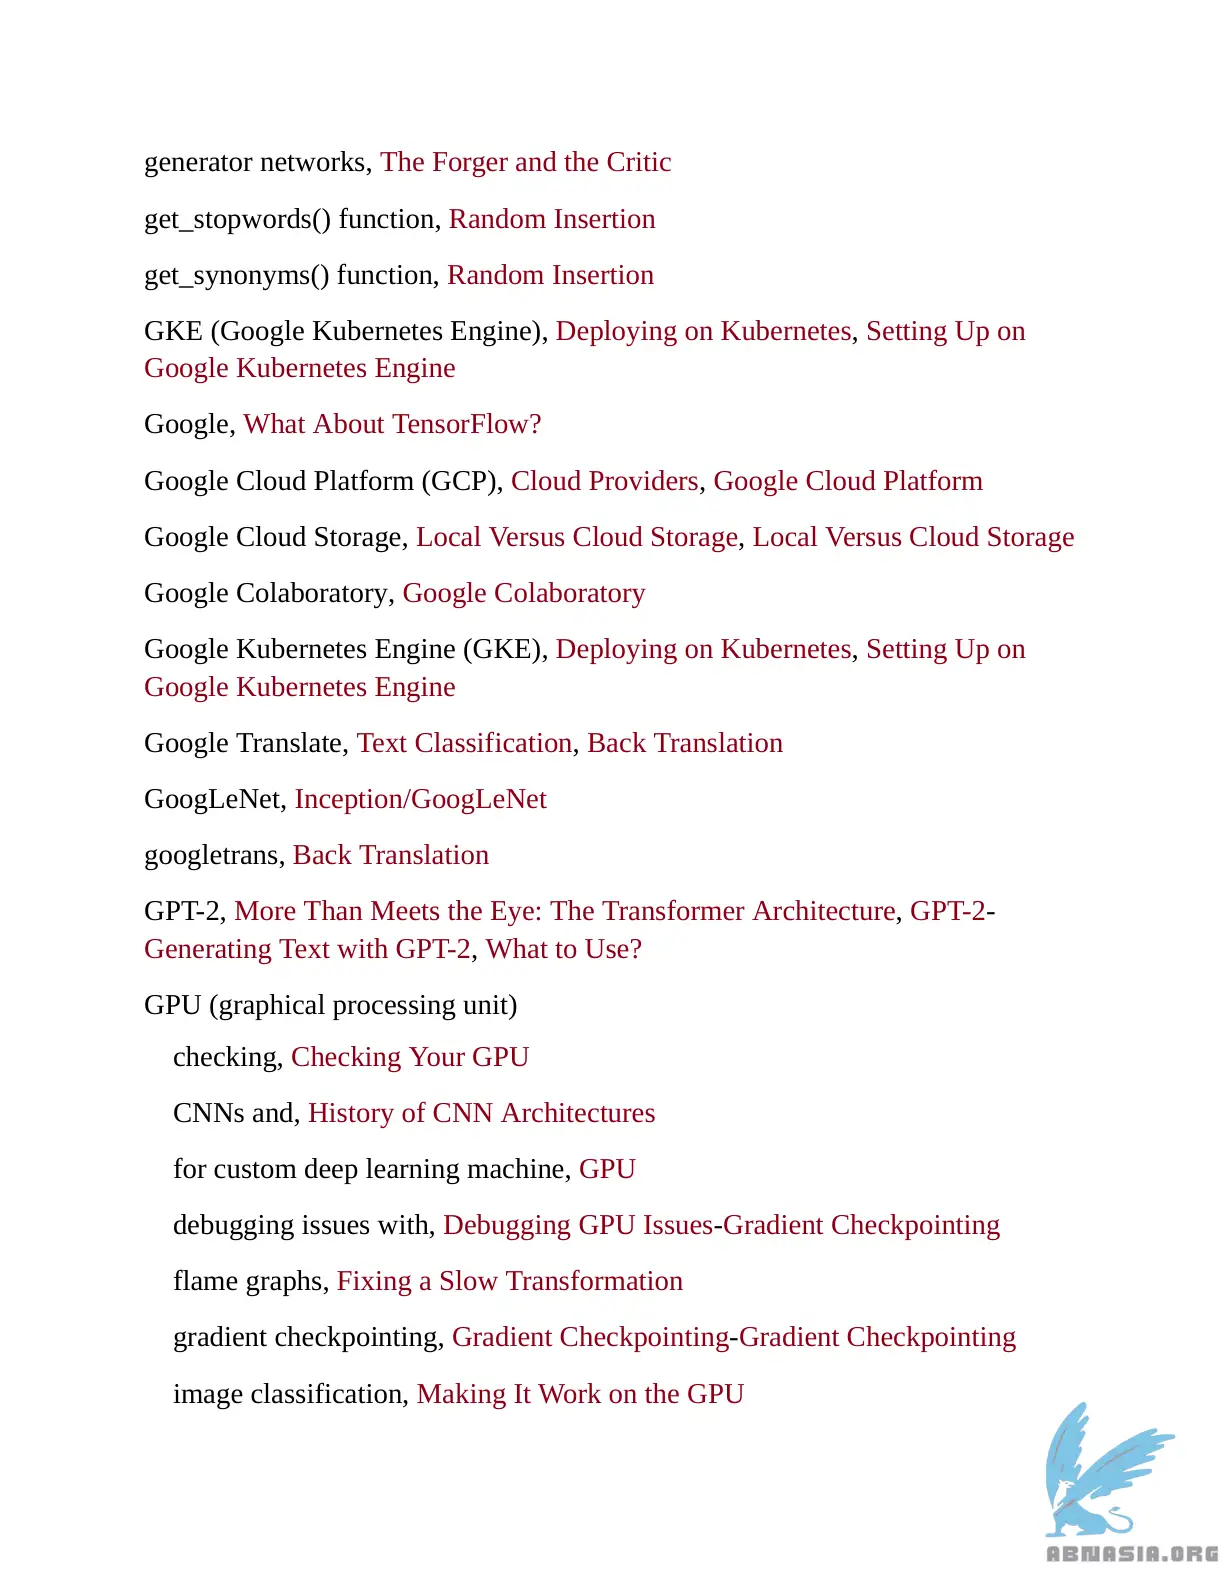 generator networks, The Forger and the Critic
get_stopwords() function, Random Insertion
get_synonyms() function, Random Insertion
GKE (Google Kubernetes Engine), Deploying on Kubernetes, Setting Up on
Google Kubernetes Engine
Google, What About TensorFlow?
Google Cloud Platform (GCP), Cloud Providers, Google Cloud Platform
Google Cloud Storage, Local Versus Cloud Storage, Local Versus Cloud Storage
Google Colaboratory, Google Colaboratory
Google Kubernetes Engine (GKE), Deploying on Kubernetes, Setting Up on
Google Kubernetes Engine
Google Translate, Text Classification, Back Translation
GoogLeNet, Inception/GoogLeNet
googletrans, Back Translation
GPT-2, More Than Meets the Eye: The Transformer Architecture, GPT-2-
Generating Text with GPT-2, What to Use?
GPU (graphical processing unit)
checking, Checking Your GPU
CNNs and, History of CNN Architectures
for custom deep learning machine, GPU
debugging issues with, Debugging GPU Issues-Gradient Checkpointing
flame graphs, Fixing a Slow Transformation
gradient checkpointing, Gradient Checkpointing-Gradient Checkpointing
image classification, Making It Work on the GPU
ABNASIA.ORG